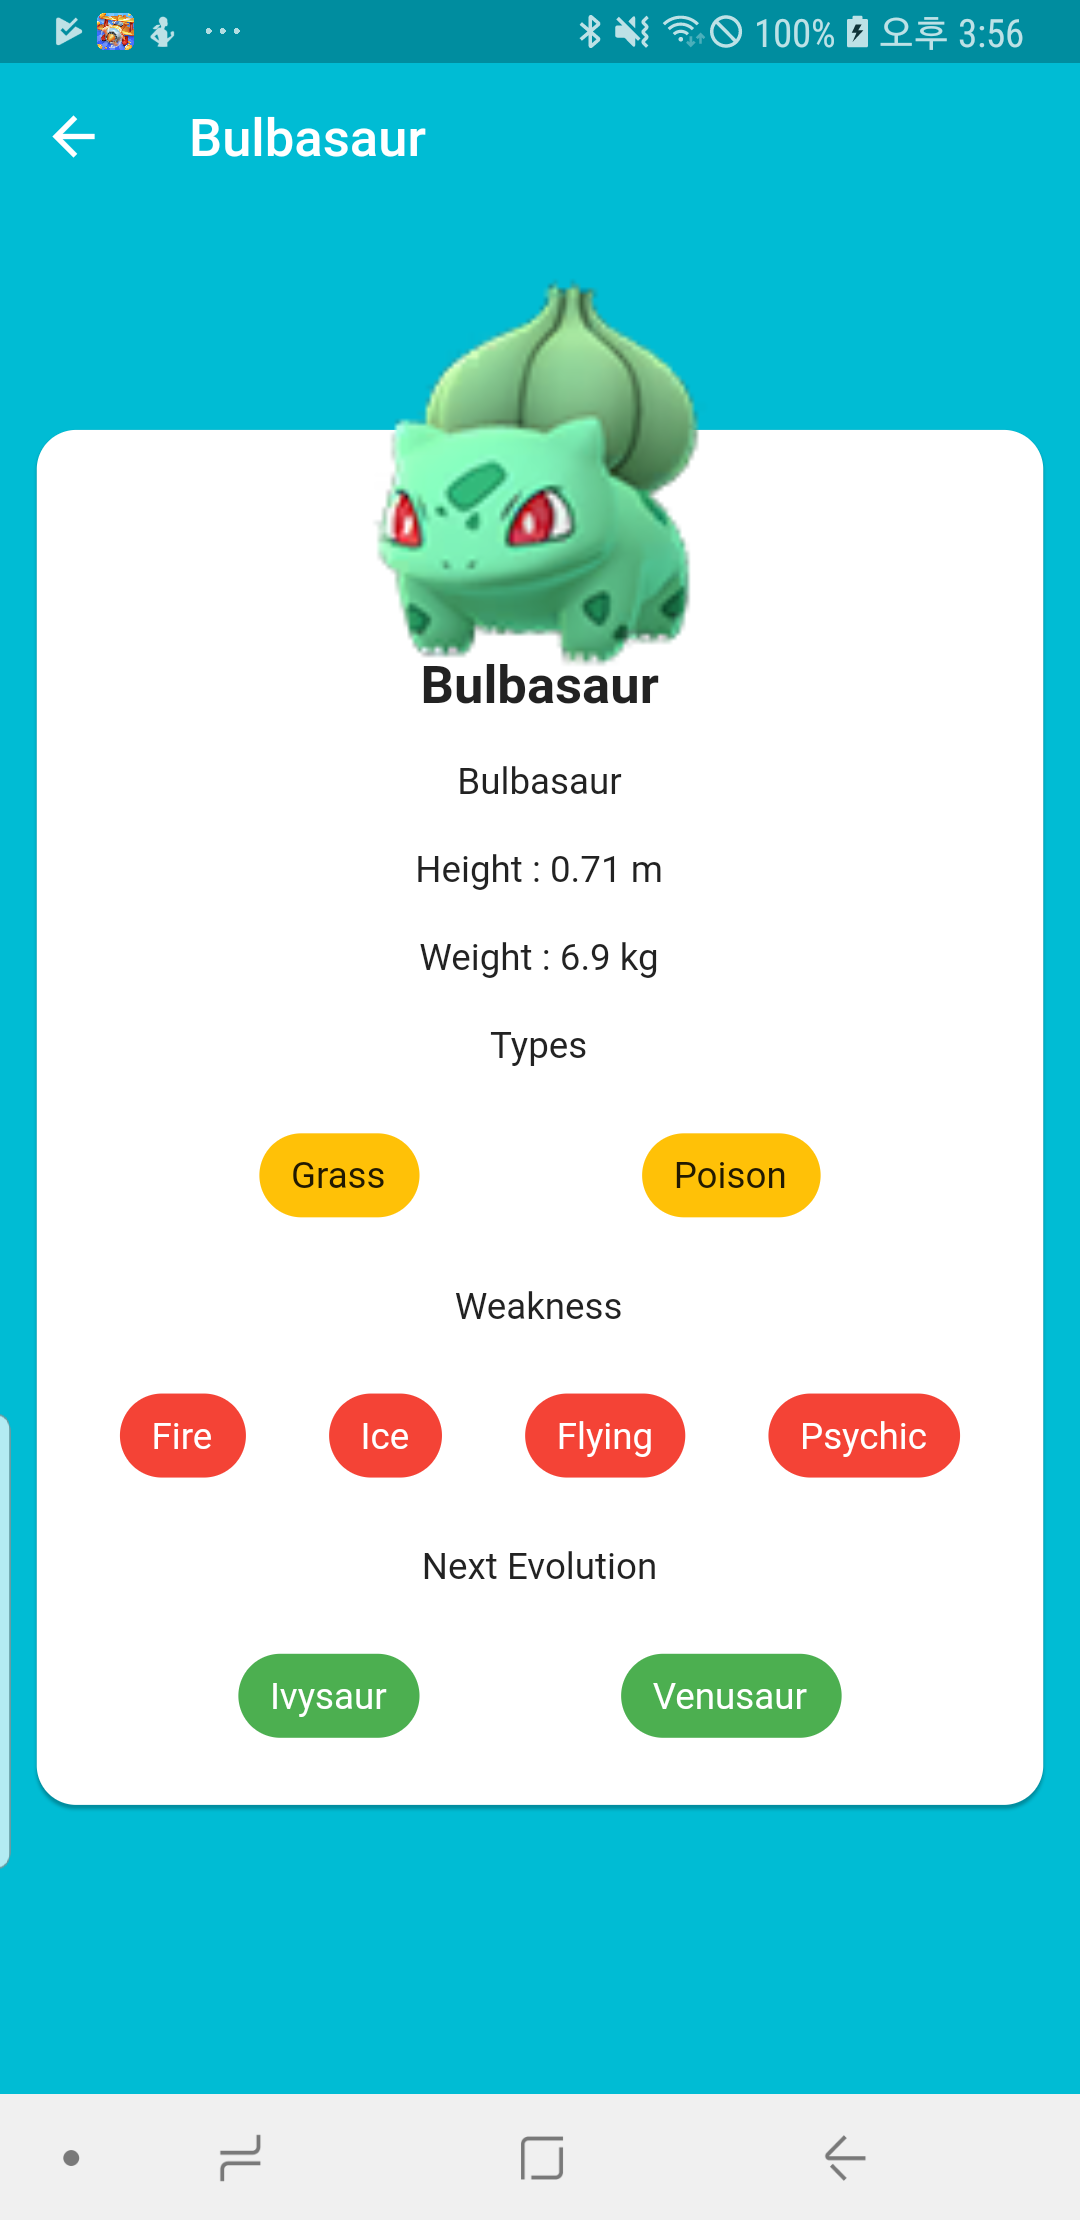 100% 오후 3:56
Bulbasaur
Bulbasaur
Bulbasaur
Height : 0.71 m
Weight : 6.9 kg
Types
Grass Poison
Weakness
Fire Ice Flying Psychic
Next Evolution
Ivysaur Venusaur